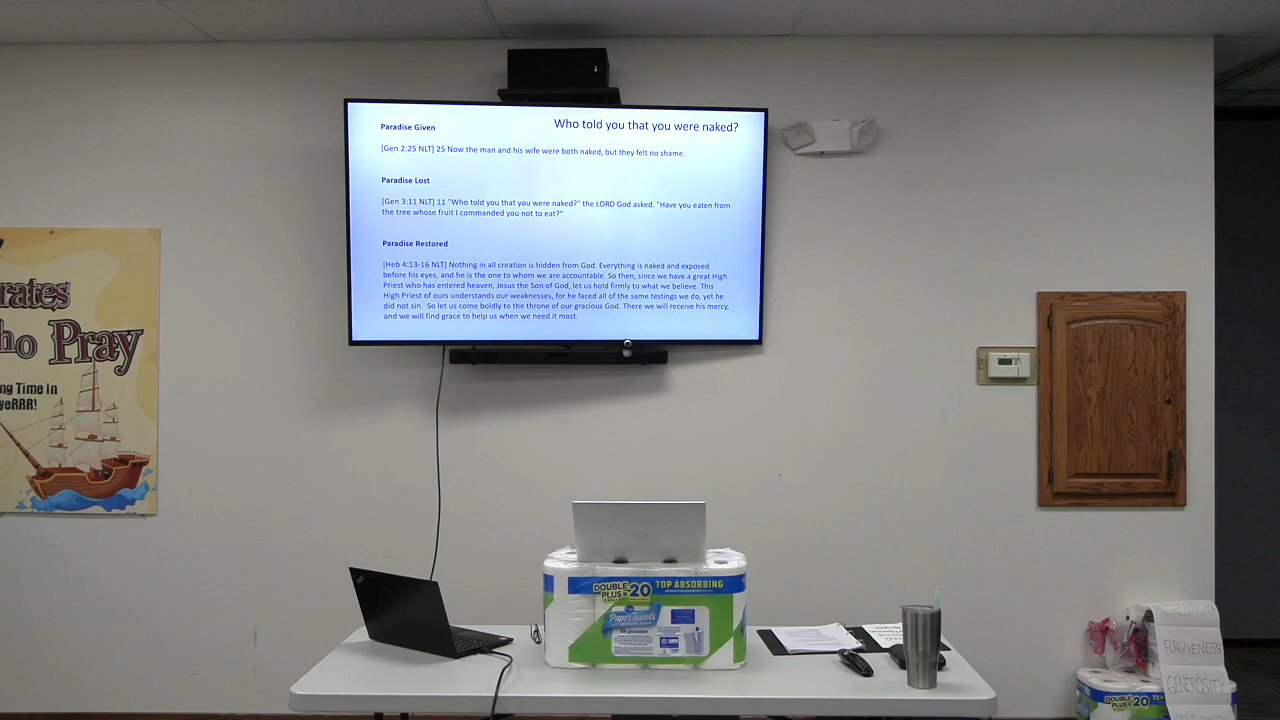 Who told you that you were naked?
Paradise Given
[Gen 2:25 NLT] 25 Now the man and his wife were both naked, but they felt no shame.
Paradise Lost
[Gen 3:11 NLT] 11 "Who told you that you were naked?" the LORD God asked. "Have you eaten from
the tree whose fruit I commanded you not to eat?"
Paradise Restored
[Heb 4:13-16 NLT] Nothing in all creation is hidden from God. Everything is naked and exposed
before his eyes, and he is the one to whom we are accountable. So then, since we have a great High
Priest who has entered heaven, Jesus the Son of God, let us hold firmly to what we believe. This
High Priest of ours understands our weaknesses, for he faced all of the same testings we do, yet he
did not sin. So let us come boldly to the throne of our gracious God. There we will receive his mercy,
and we will find grace to help us when we need it most.
rates
ho Pray
ng Time In
yeRRR!
DOUBLE PLUS = 20
TOP ABSORBING
Paper Towels
FORGIVENESS
GENEROSITY
DOUBLE PLUS = 20